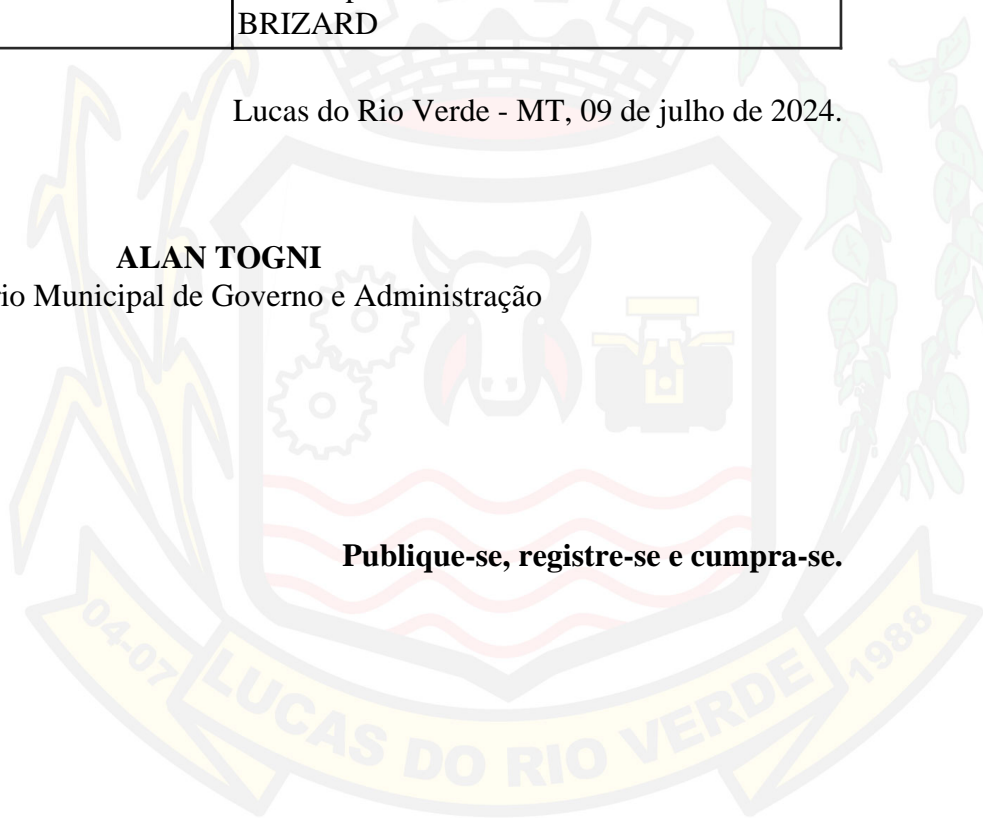 BRIZARD
Lucas do Rio Verde - MT, 09 de julho de 2024.
ALAN TOGNI
Municipal de Governo e Administração
Publique-se, registre-se e cumpra-se.
04-07
LUCAS DO RIO VERDE
1988